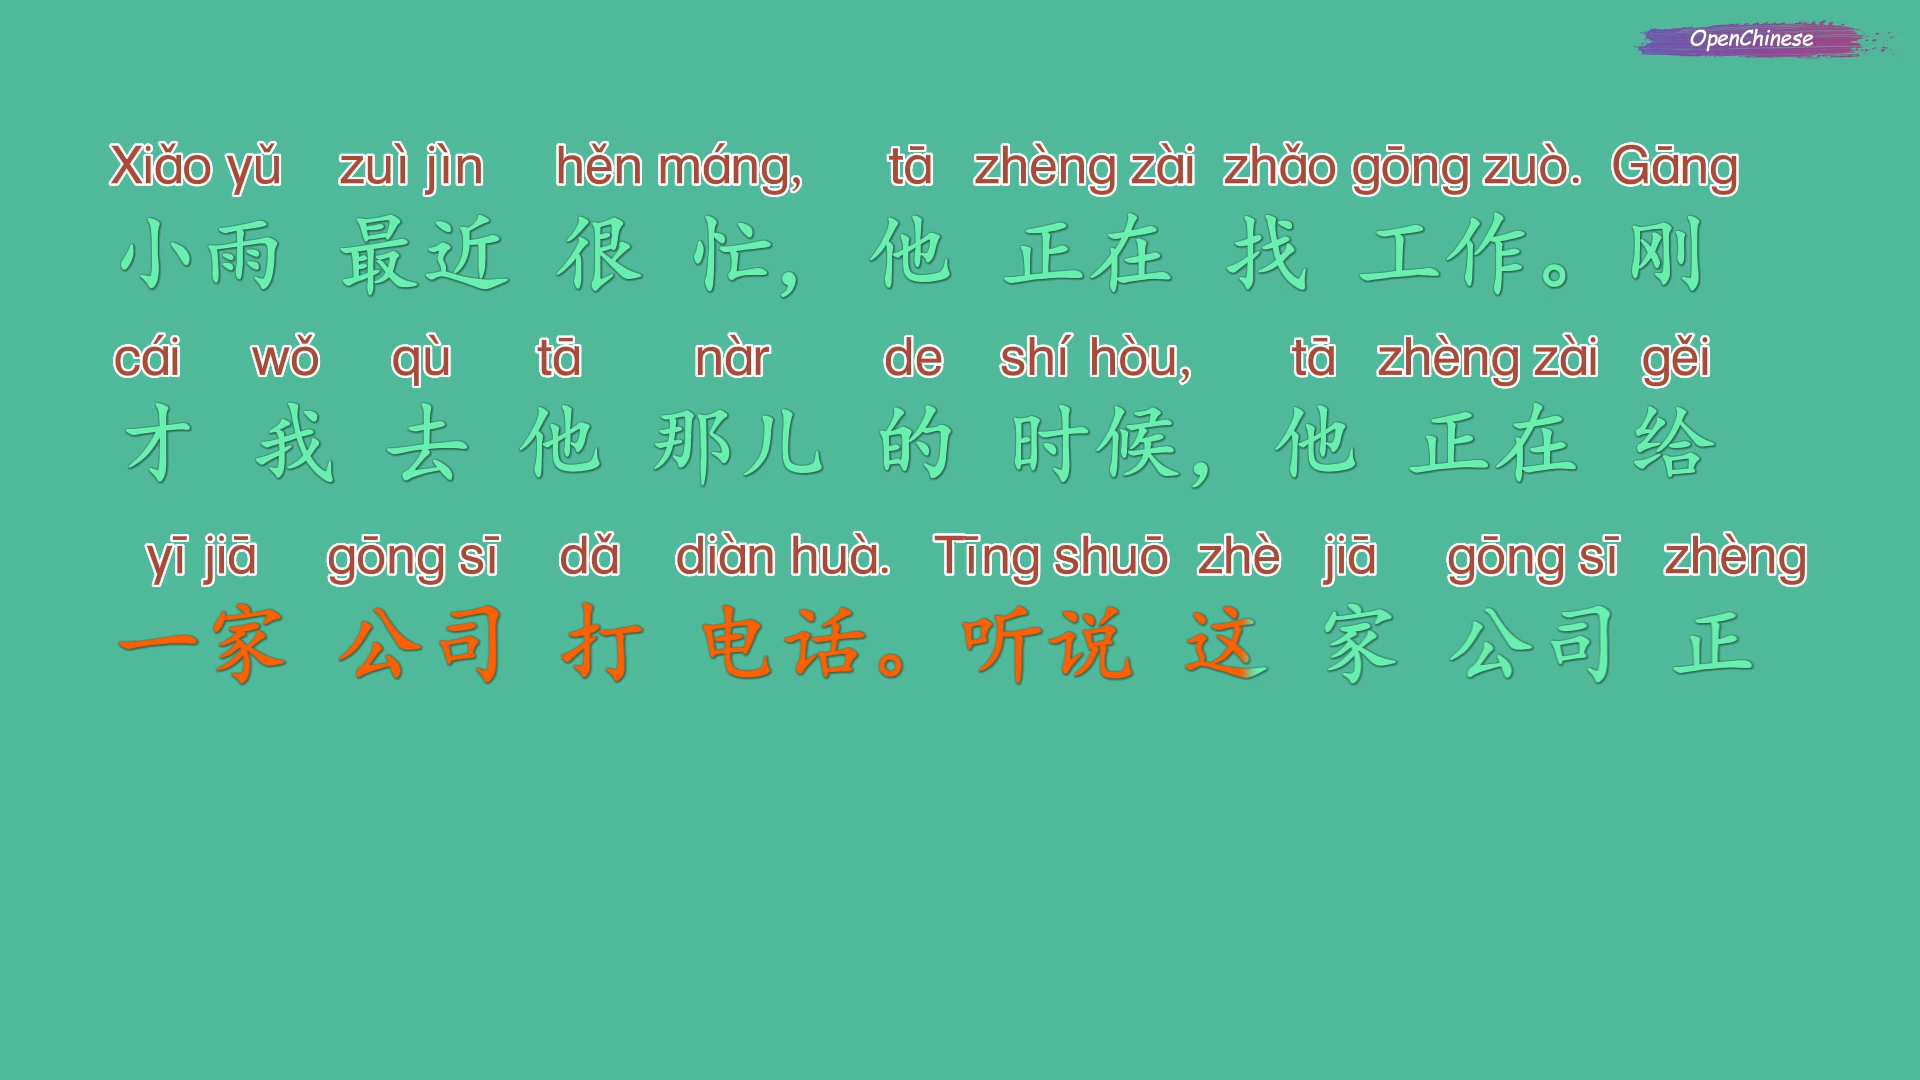 OpenChinese
Xiǎo yǔ zuì jìn hěn máng, tā zhèng zài zhǎo gōng zuò. Gāng
小雨 最近 很 忙，他 正在 找 工作。刚
cái wǒ qù tā nàr de shí hòu, tā zhèng zài gěi
才 我 去 他 那儿 的 时候，他 正在 给
yī jiā gōng sī dǎ diàn huà. Tīng shuō zhè jiā gōng sī zhèng
一家 公司 打 电话。听说 这 家 公司 正